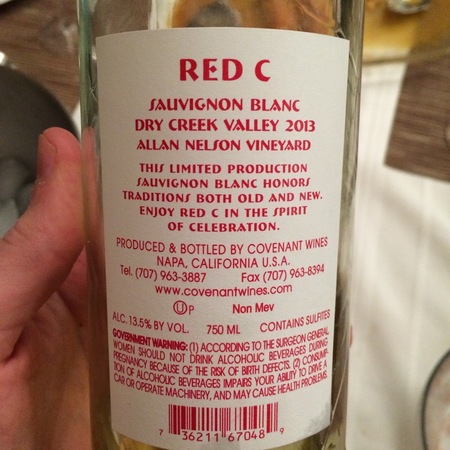 RED C
SAUVIGNON BLANC
DRY CREEK VALLEY 2013
ALLAN NELSON VINEYARD
THIS LIMITED PRODUCTION
SAUVIGNON BLANC HONORS
TRADITIONS BOTH OLD AND NEW.
ENJOY RED C IN THE SPIRIT
OF CELEBRATION.
PRODUCED & BOTTLED BY COVENANT WINES
NAPA, CALIFORNIA U.S.A.
Tel. (707) 963-3887 Fax (707) 963-8394
www.covenantwines.com
U P Non Mev
ALC. 13.5% BY VOL. 750 ML CONTAINS SULFITES
GOVERNMENT WARNING: (1) ACCORDING TO THE SURGEON GENERAL,
WOMEN SHOULD NOT DRINK ALCOHOLIC BEVERAGES DURING
PREGNANCY BECAUSE OF THE RISK OF BIRTH DEFECTS. (2) CONSUMP-
TION OF ALCOHOLIC BEVERAGES IMPAIRS YOUR ABILITY TO DRIVE A
CAR OR OPERATE MACHINERY, AND MAY CAUSE HEALTH PROBLEMS.
7 36211 67048 9